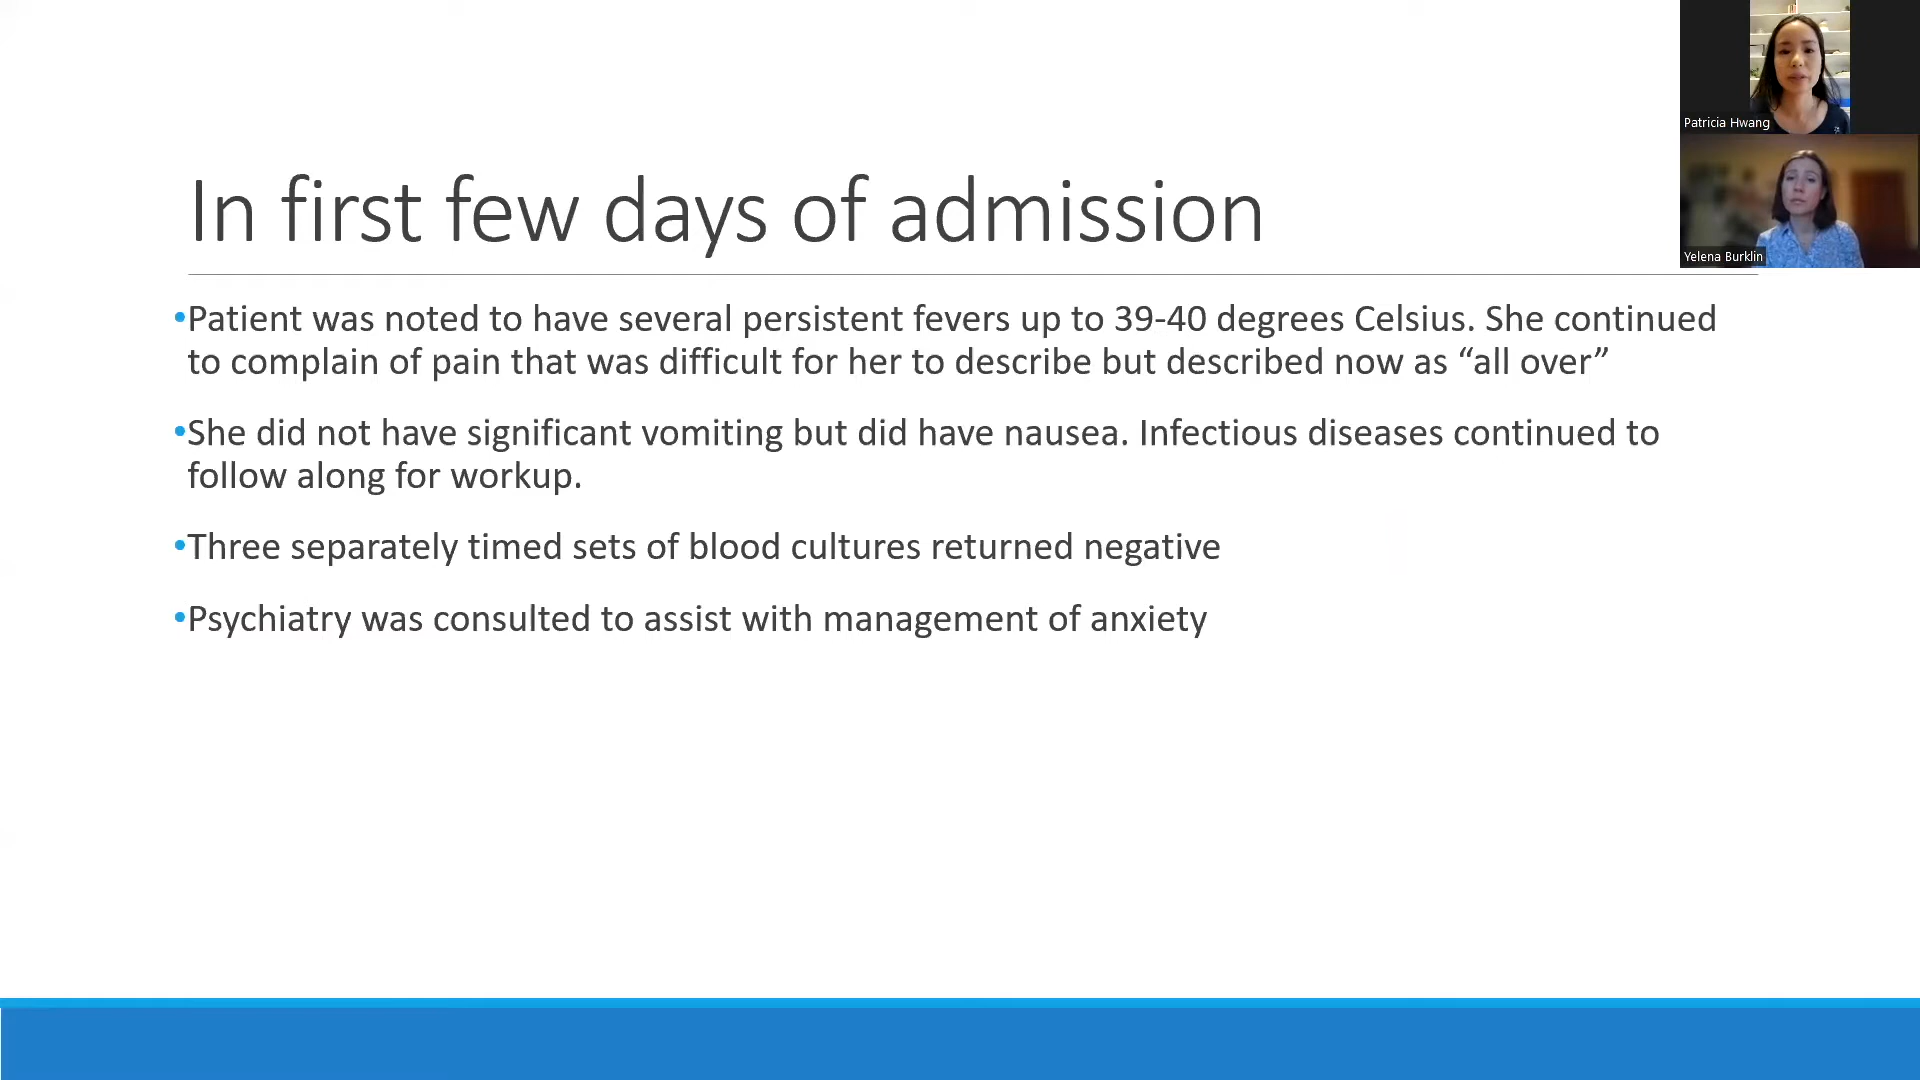 Patricia Hwang
Yelena Burklin
In first few days of admission
•Patient was noted to have several persistent fevers up to 39-40 degrees Celsius. She continued
to complain of pain that was difficult for her to describe but described now as “all over”
•She did not have significant vomiting but did have nausea. Infectious diseases continued to
follow along for workup.
•Three separately timed sets of blood cultures returned negative
•Psychiatry was consulted to assist with management of anxiety